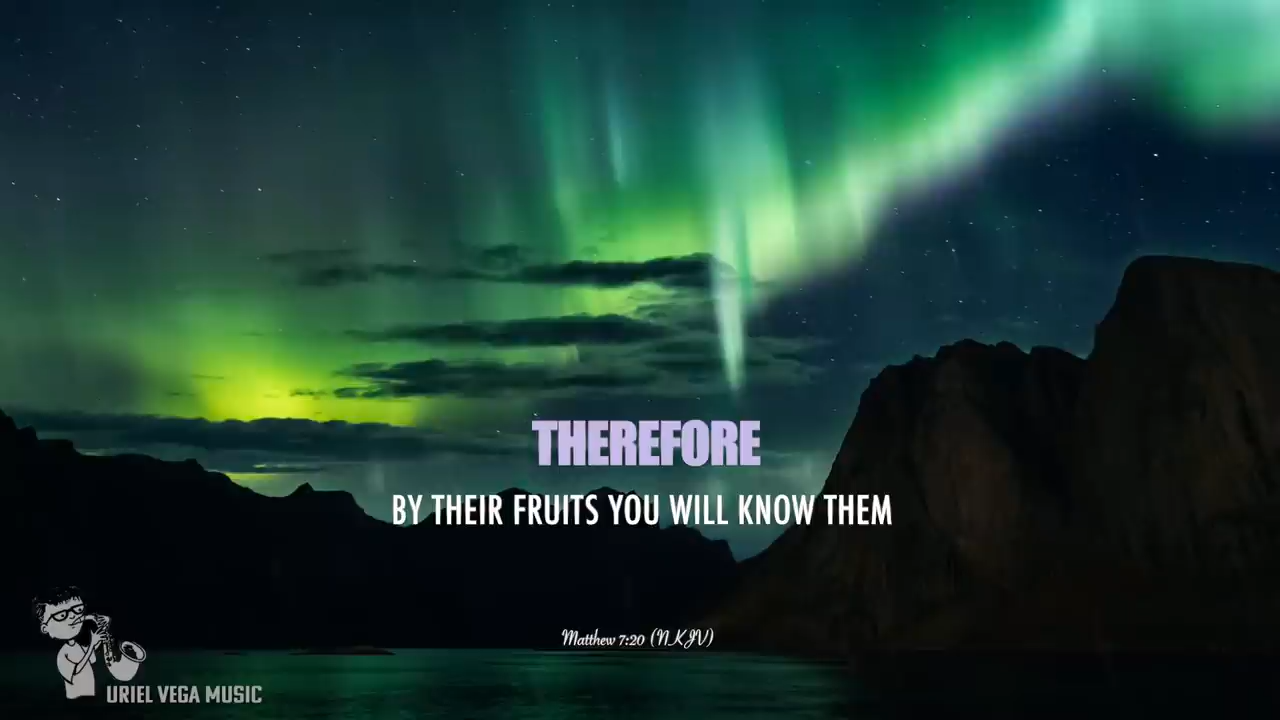 THEREFORE
BY THEIR FRUITS YOU WILL KNOW THEM
Matthew 7:20 (NKJV)
URIEL VEGA MUSIC